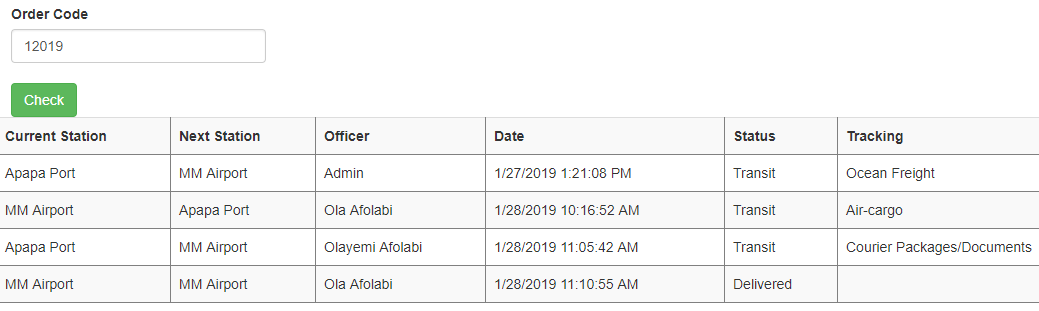 Order Code
12019
Check
Current Station Next Station Officer Date Status Tracking
Apapa Port MM Airport Admin 1/27/2019 1:21:08 PM Transit Ocean Freight
MM Airport Apapa Port Ola Afolabi 1/28/2019 10:16:52 AM Transit Air-cargo
Apapa Port MM Airport Olayemi Afolabi 1/28/2019 11:05:42 AM Transit Courier Packages/Documents
MM Airport MM Airport Ola Afolabi 1/28/2019 11:10:55 AM Delivered